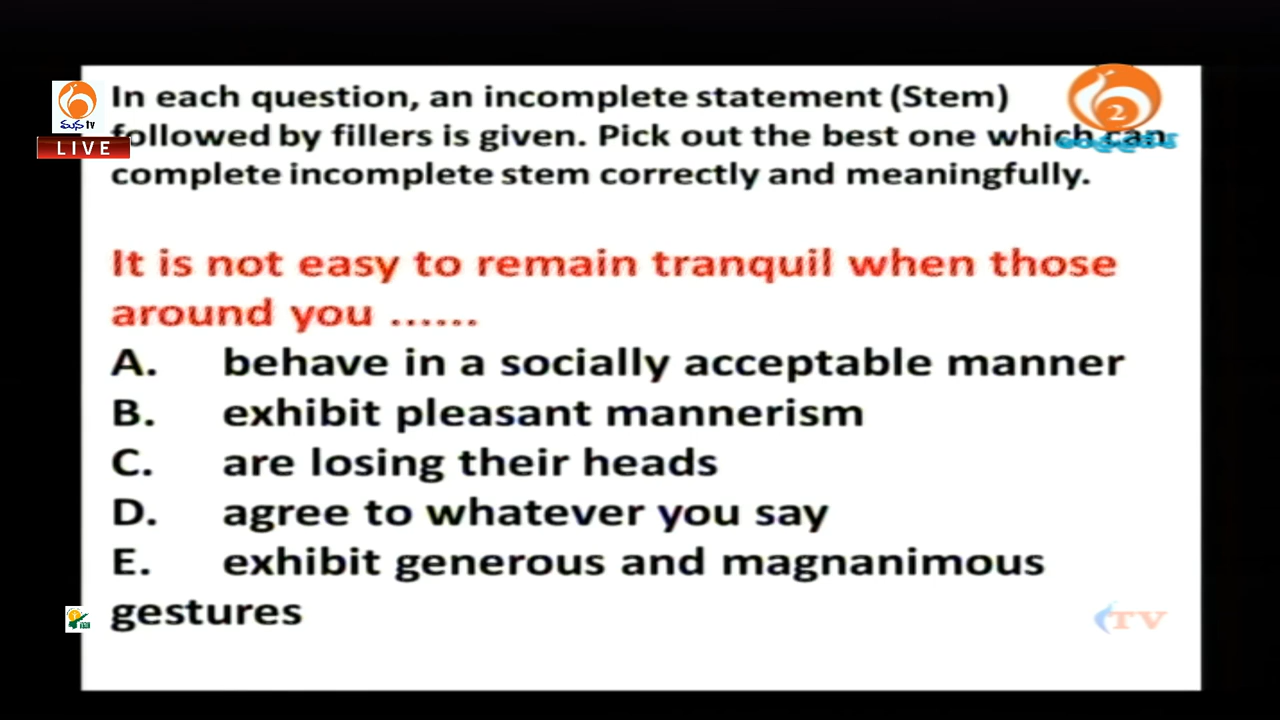 In each question, an incomplete statement (Stem)
followed by fillers is given. Pick out the best one which can
complete incomplete stem correctly and meaningfully.
It is not easy to remain tranquil when those
around you ......
A. behave in a socially acceptable manner
B. exhibit pleasant mannerism
C. are losing their heads
D. agree to whatever you say
E. exhibit generous and magnanimous
gestures
మన tv
LIVE
2
TV